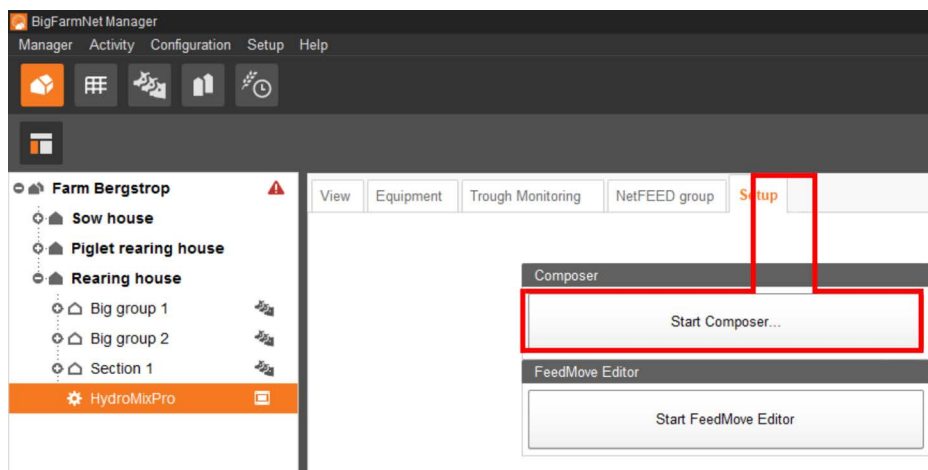 BigFarmNet Manager
Manager Activity Configuration Setup Help
Farm Bergstrop
Sow house
Piglet rearing house
Rearing house
Big group 1
Big group 2
Section 1
HydroMixPro
View Equipment Trough Monitoring NetFEED group Setup
Composer
Start Composer...
FeedMove Editor
Start FeedMove Editor